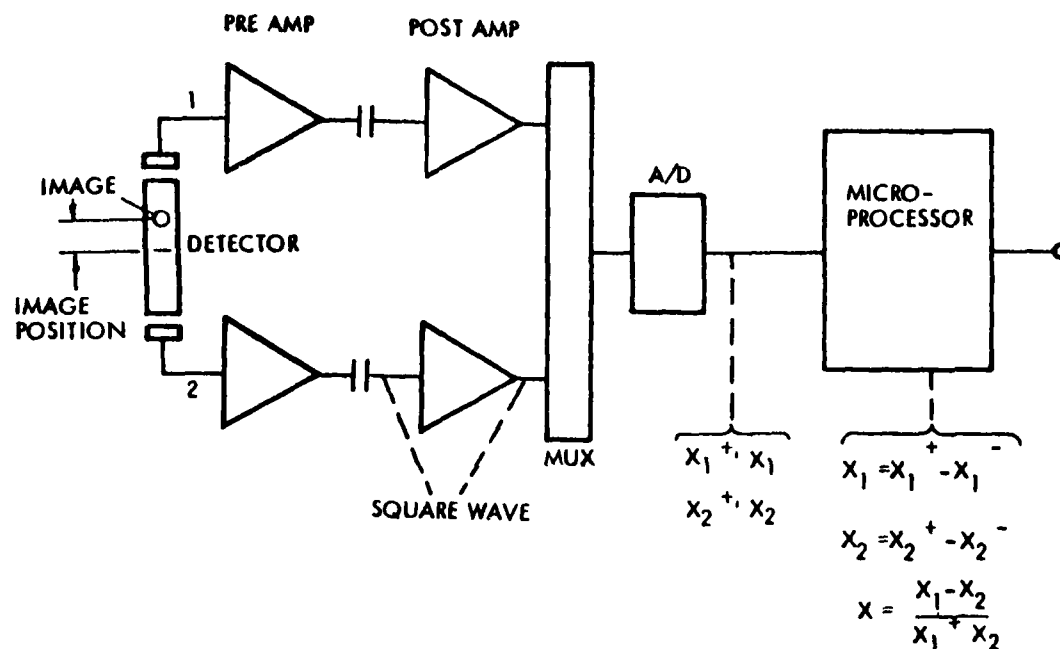 PRE AMP
POST AMP
1
IMAGE
DETECTOR
IMAGE
POSITION
2
SQUARE WAVE
MUX
A/D
MICRO-
PROCESSOR
X₁⁺, X₁
X₂⁺, X₂
X₁ = X₁⁺ - X₁⁻
X₂ = X₂⁺ - X₂⁻
X = X₁ - X₂ / X₁ + X₂